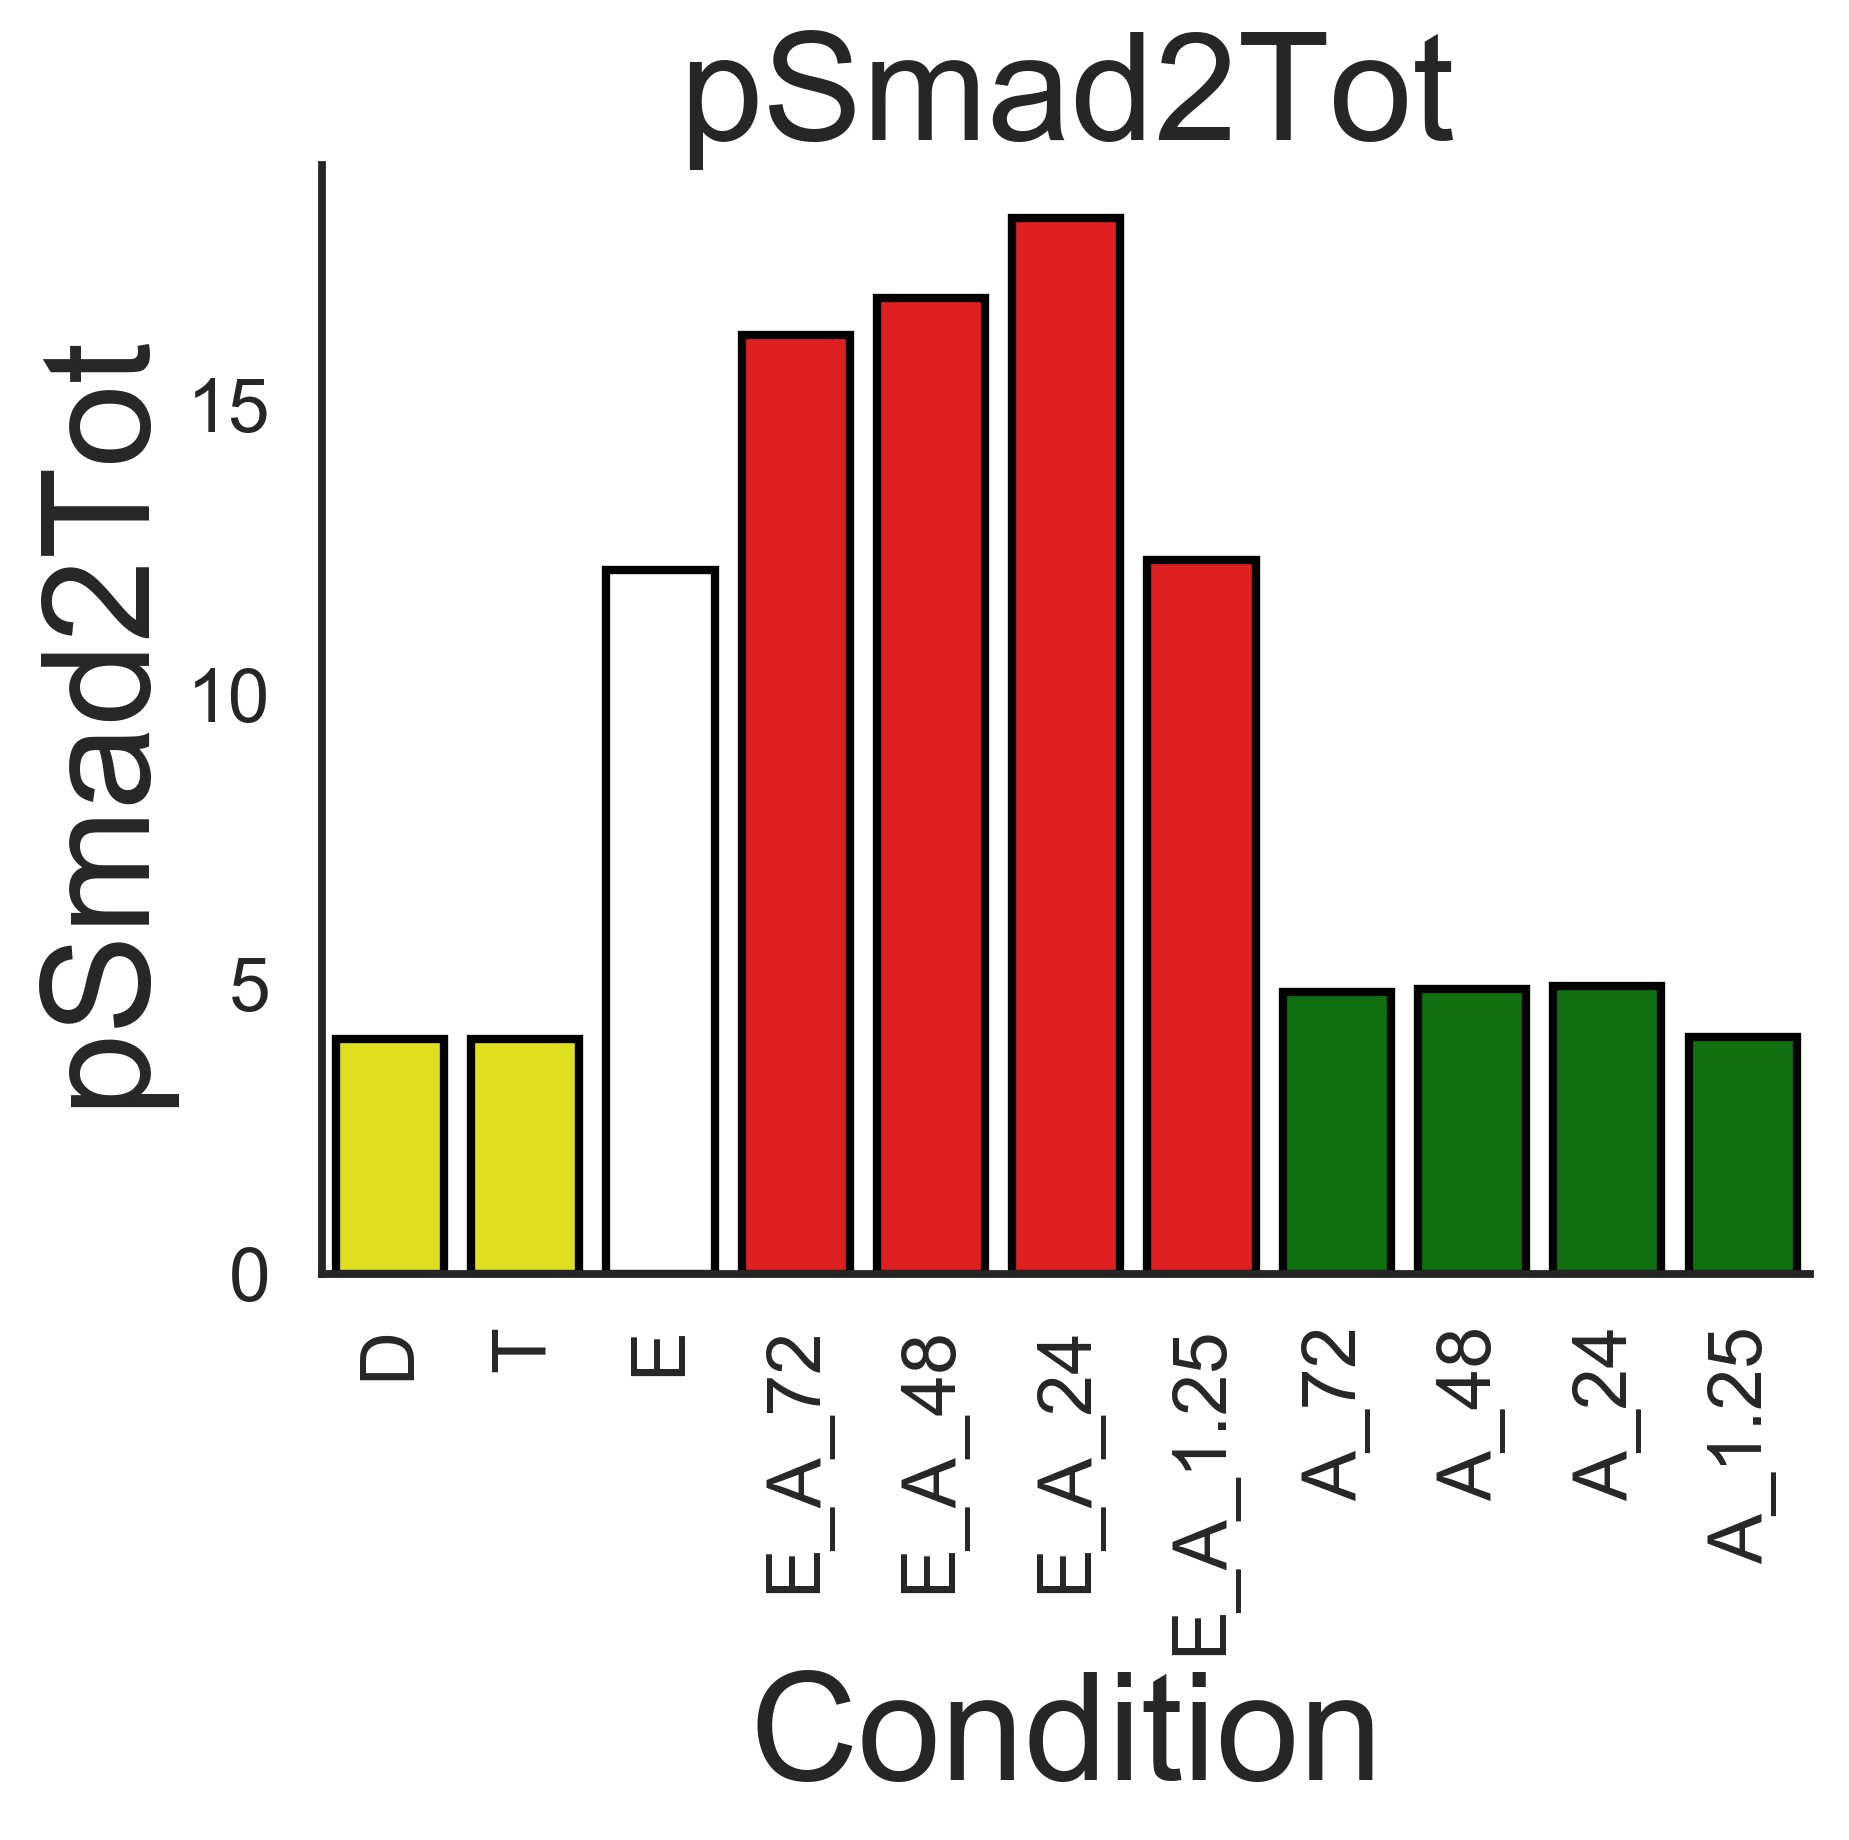 pSmad2Tot
pSmad2Tot
15
10
5
0
D
T
E
E_A_72
E_A_48
E_A_24
E_A_1.25
A_72
A_48
A_24
A_1.25
Condition